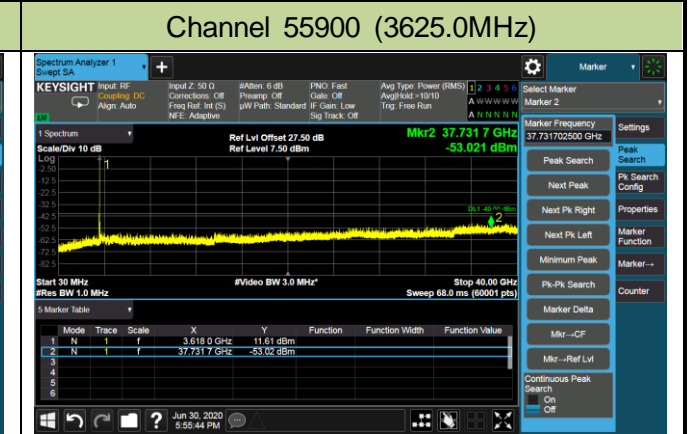 Channel 55900 (3625.0MHz)
Spectrum Analyzer 1
Swept SA
Marker
KEYSIGHT
Input: RF
Coupling: DC
Align: Auto
Input Z: 50 Ω
Corrections: Off
Freq Ref: Int (S)
NFE: Adaptive
#Atten: 6 dB
Preamp: Off
µW Path: Standard
PNO: Fast
Gate: Off
IF Gain: Low
Sig Track: Off
Avg Type: Power (RMS)
Avg|Hold:>10/10
Trig: Free Run
1 2 3 4 5 6
A W W W W W
A N N N N N
LXI
Select Marker
Marker 2
Marker Frequency
37.731702500 GHz
Settings
Peak Search
Peak
Search
Next Peak
Pk Search
Config
Next Pk Right
Properties
Next Pk Left
Marker
Function
Minimum Peak
Marker→
Pk-Pk Search
Counter
Marker Delta
Mkr→CF
Mkr→Ref Lvl
Continuous Peak
Search
On
Off
1 Spectrum
Scale/Div 10 dB
Log
Ref Lvl Offset 27.50 dB
Ref Level 7.50 dBm
Mkr2 37.731 7 GHz
-53.021 dBm
1
-2.50
-12.5
-22.5
-32.5
-42.5
-52.5
-62.5
-72.5
-82.5
2
Start 30 MHz
#Res BW 1.0 MHz
#Video BW 3.0 MHz*
Stop 40.00 GHz
Sweep 68.0 ms (60001 pts)
5 Marker Table
Mode Trace Scale X Y Function Function Width Function Value
1 N 1 f 3.618 0 GHz 11.61 dBm
2 N 1 f 37.731 7 GHz -53.02 dBm
3
4
5
6
?
Jun 30, 2020
5:55:44 PM